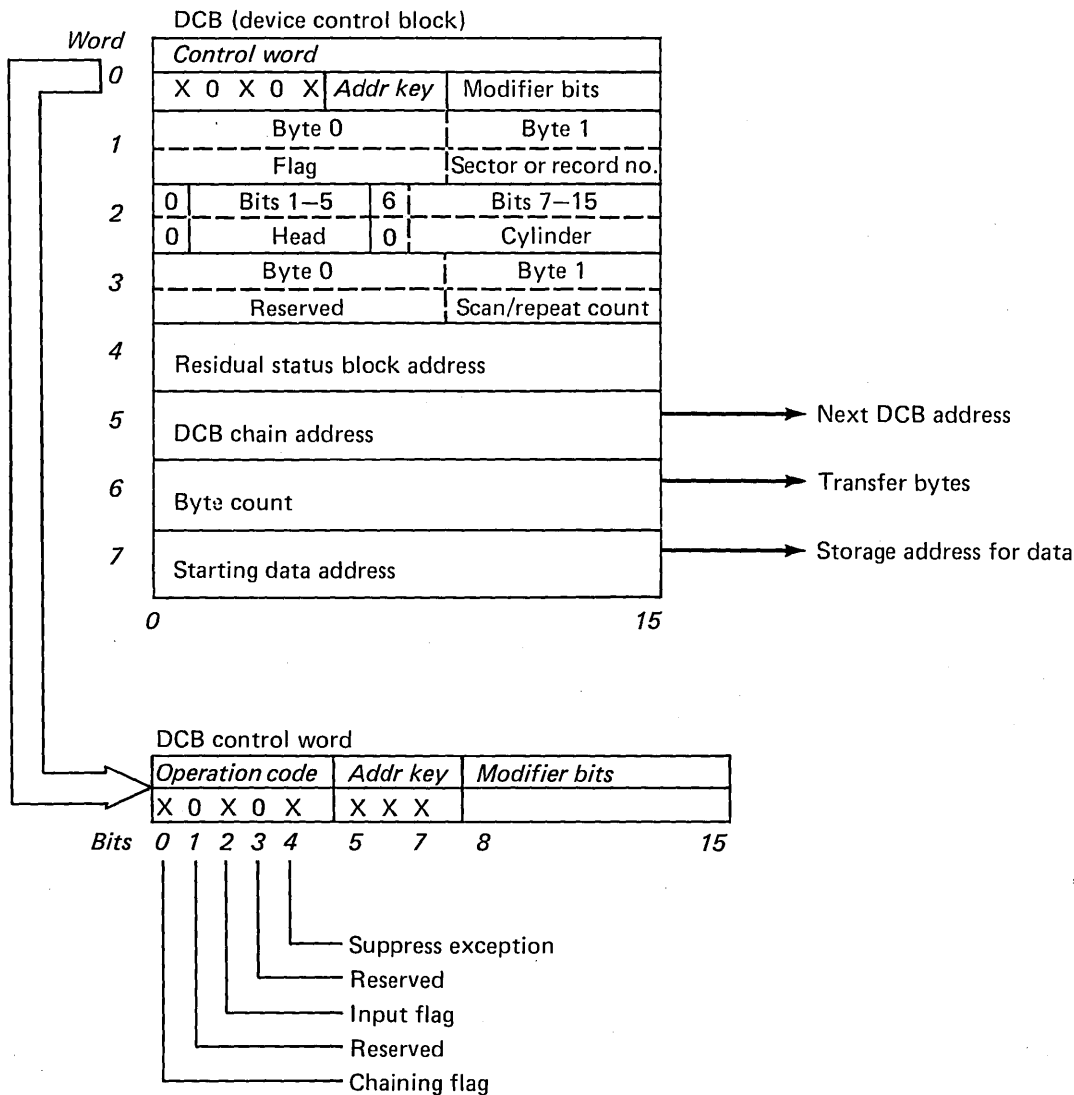 DCB (device control block)
Word
Control word
0
X 0 X 0 X Addr key Modifier bits
1
Byte 0 Byte 1
Flag Sector or record no.
2
0 Bits 1–5 6 Bits 7–15
0 Head 0 Cylinder
3
Byte 0 Byte 1
Reserved Scan/repeat count
4
Residual status block address
5
DCB chain address
Next DCB address
6
Byte count
Transfer bytes
7
Starting data address
Storage address for data
0 15
DCB control word
Operation code Addr key Modifier bits
X 0 X 0 X X X X
Bits 0 1 2 3 4 5 7 8 15
Suppress exception
Reserved
Input flag
Reserved
Chaining flag